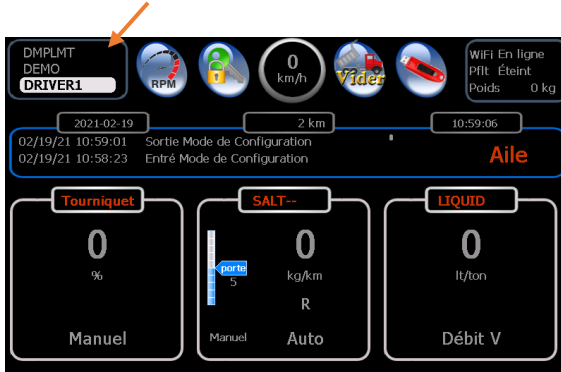 DMPLMT
DEMO
DRIVER1
RPM
0
km/h
Vider
WiFi En ligne
Pflt Éteint
Poids 0 kg
2021-02-19
2 km
10:59:06
02/19/21 10:59:01 Sortie Mode de Configuration
02/19/21 10:58:23 Entré Mode de Configuration
Aile
Tourniquet
0
%
Manuel
SALT--
porte
5
0
kg/km
R
Manuel
Auto
LIQUID
0
lt/ton
Débit V